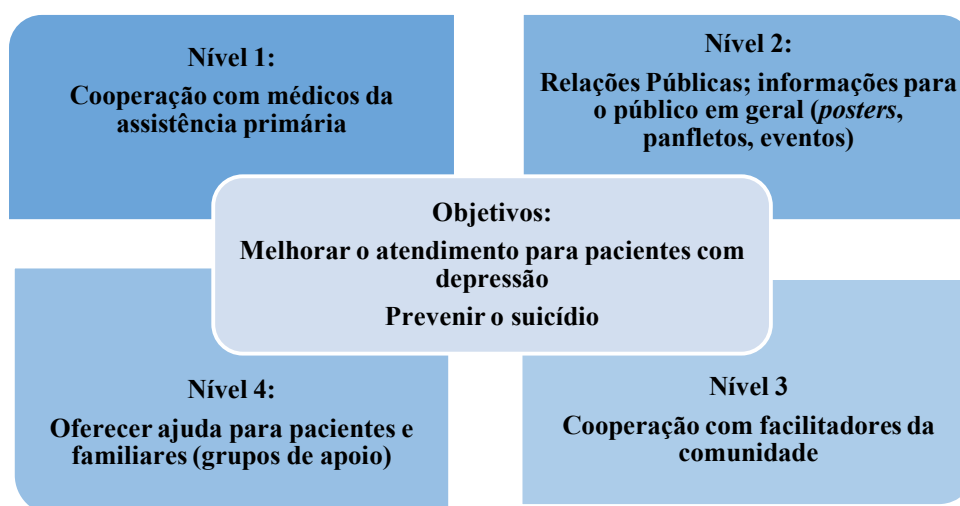 Nível 1:
Cooperação com médicos da
assistência primária
Nível 2:
Relações Públicas; informações para
o público em geral (posters,
panfletos, eventos)
Objetivos:
Melhorar o atendimento para pacientes com
depressão
Prevenir o suicídio
Nível 4:
Oferecer ajuda para pacientes e
familiares (grupos de apoio)
Nível 3
Cooperação com facilitadores da
comunidade